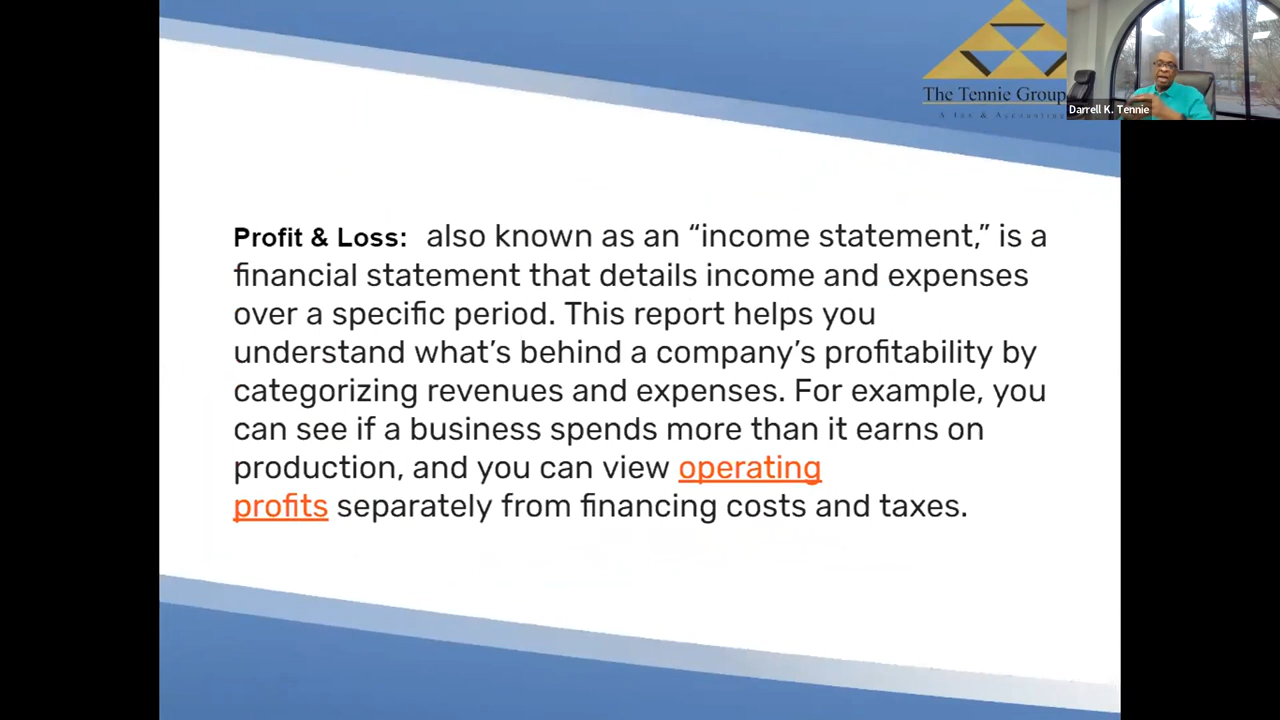 The Tennie Group
A Tax & Accounting
Darrell K. Tennie
Profit & Loss: also known as an “income statement,” is a
financial statement that details income and expenses
over a specific period. This report helps you
understand what’s behind a company’s profitability by
categorizing revenues and expenses. For example, you
can see if a business spends more than it earns on
production, and you can view operating
profits separately from financing costs and taxes.